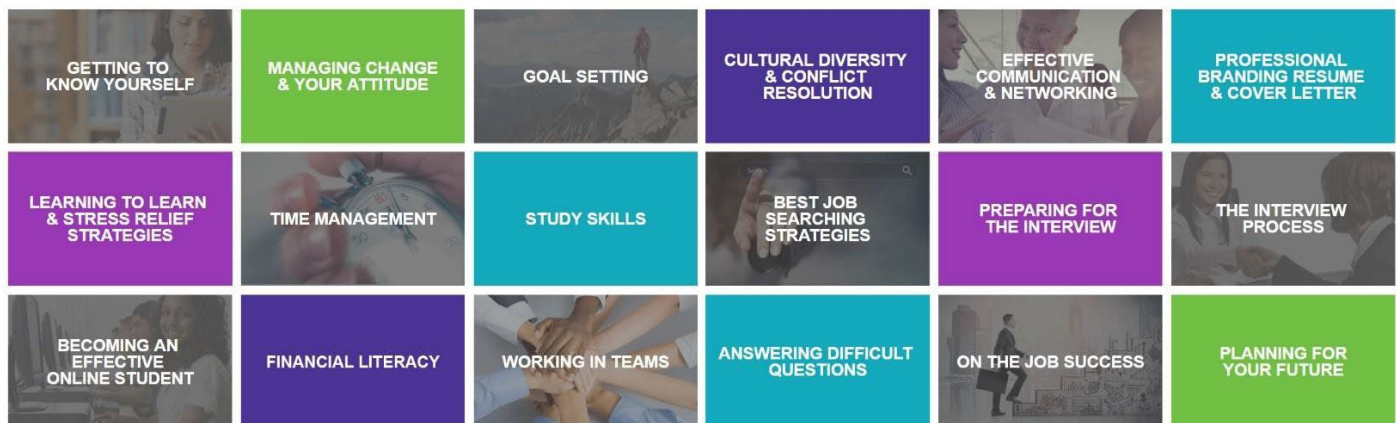 GETTING TO
KNOW YOURSELF
MANAGING CHANGE
& YOUR ATTITUDE
GOAL SETTING
CULTURAL DIVERSITY
& CONFLICT
RESOLUTION
EFFECTIVE
COMMUNICATION
& NETWORKING
PROFESSIONAL
BRANDING RESUME
& COVER LETTER
LEARNING TO LEARN
& STRESS RELIEF
STRATEGIES
TIME MANAGEMENT
STUDY SKILLS
BEST JOB
SEARCHING
STRATEGIES
PREPARING FOR
THE INTERVIEW
THE INTERVIEW
PROCESS
BECOMING AN
EFFECTIVE
ONLINE STUDENT
FINANCIAL LITERACY
WORKING IN TEAMS
ANSWERING DIFFICULT
QUESTIONS
ON THE JOB SUCCESS
PLANNING FOR
YOUR FUTURE